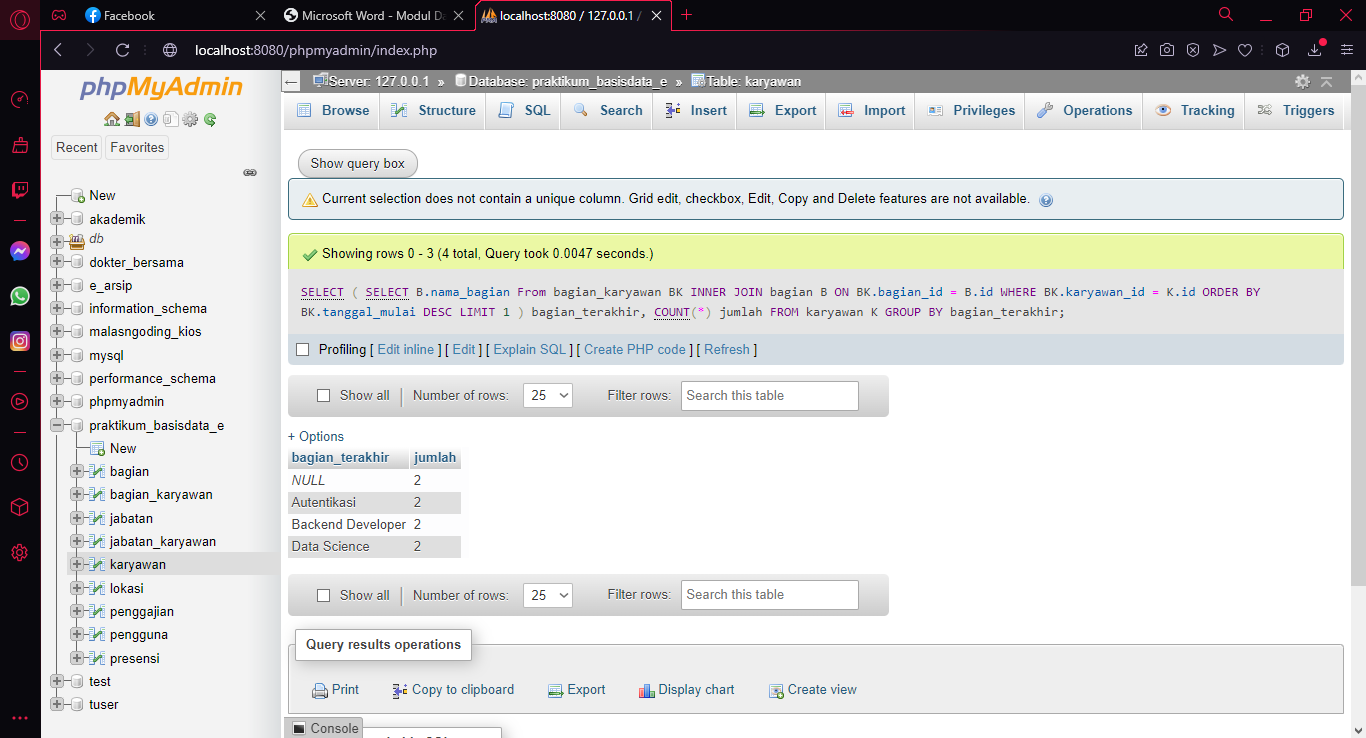 Facebook
Microsoft Word - Modul Da
localhost:8080 / 127.0.0.1 /
localhost:8080/phpmyadmin/index.php
phpMyAdmin
Recent
Favorites
New
akademik
db
dokter_bersama
e_arsip
information_schema
malasngoding_kios
mysql
performance_schema
phpmyadmin
praktikum_basisdata_e
New
bagian
bagian_karyawan
jabatan
jabatan_karyawan
karyawan
lokasi
penggajian
pengguna
presensi
test
tuser
Server: 127.0.0.1 » Database: praktikum_basisdata_e » Table: karyawan
Browse Structure SQL Search Insert Export Import Privileges Operations Tracking Triggers
Show query box
Current selection does not contain a unique column. Grid edit, checkbox, Edit, Copy and Delete features are not available.
Showing rows 0 - 3 (4 total, Query took 0.0047 seconds.)
SELECT ( SELECT B.nama_bagian From bagian_karyawan BK INNER JOIN bagian B ON BK.bagian_id = B.id WHERE BK.karyawan_id = K.id ORDER BY
BK.tanggal_mulai DESC LIMIT 1 ) bagian_terakhir, COUNT(*) jumlah FROM karyawan K GROUP BY bagian_terakhir;
Profiling [ Edit inline ] [ Edit ] [ Explain SQL ] [ Create PHP code ] [ Refresh ]
Show all Number of rows: 25 Filter rows: Search this table
+ Options
bagian_terakhir jumlah
NULL 2
Autentikasi 2
Backend Developer 2
Data Science 2
Show all Number of rows: 25 Filter rows: Search this table
Query results operations
Print Copy to clipboard Export Display chart Create view
Console